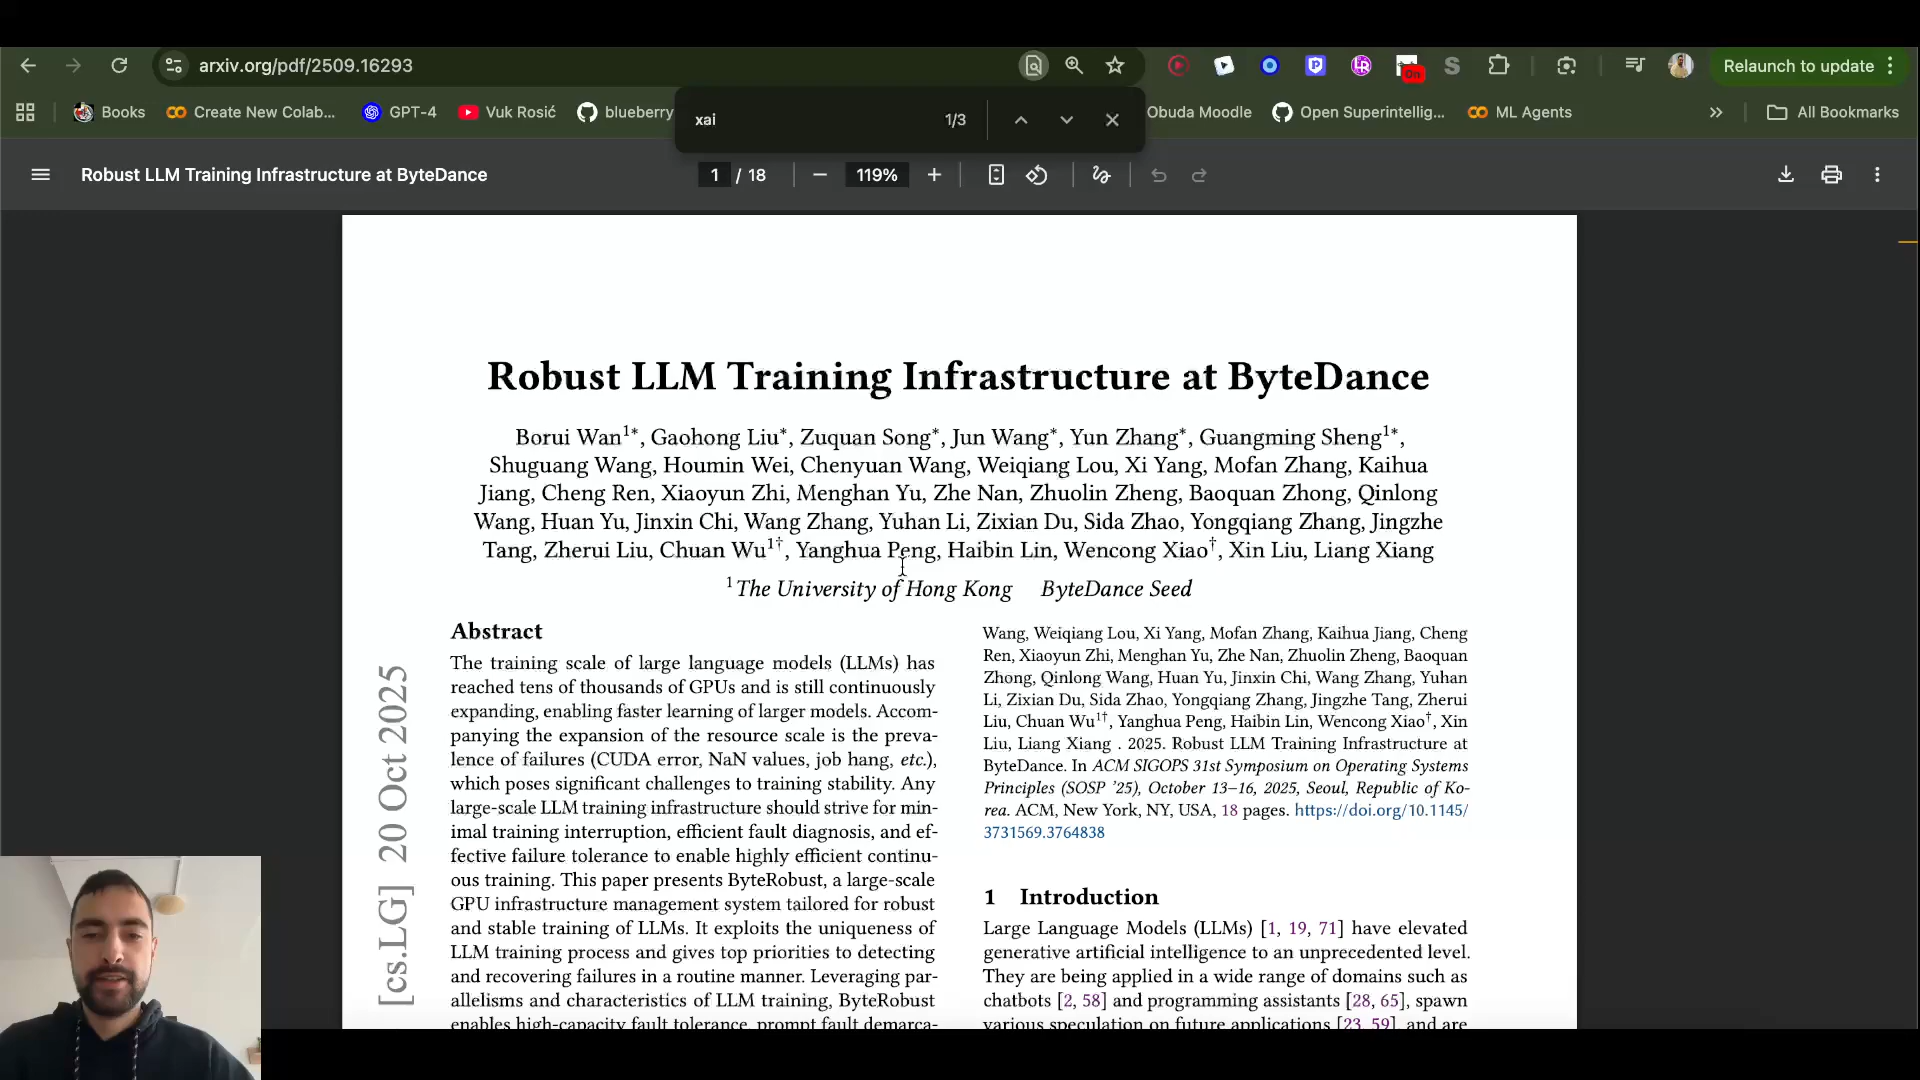 arxiv.org/pdf/2509.16293
On
S
Relaunch to update
Books
Create New Colab...
GPT-4
Vuk Rosić
blueberry
xai
1/3
Obuda Moodle
Open Superintellig...
ML Agents
All Bookmarks
Robust LLM Training Infrastructure at ByteDance
1 / 18
119%
Robust LLM Training Infrastructure at ByteDance
Borui Wan1*, Gaohong Liu*, Zuquan Song*, Jun Wang*, Yun Zhang*, Guangming Sheng1*,
Shuguang Wang, Houmin Wei, Chenyuan Wang, Weiqiang Lou, Xi Yang, Mofan Zhang, Kaihua
Jiang, Cheng Ren, Xiaoyun Zhi, Menghan Yu, Zhe Nan, Zhuolin Zheng, Baoquan Zhong, Qinlong
Wang, Huan Yu, Jinxin Chi, Wang Zhang, Yuhan Li, Zixian Du, Sida Zhao, Yongqiang Zhang, Jingzhe
Tang, Zherui Liu, Chuan Wu1†, Yanghua Peng, Haibin Lin, Wencong Xiao†, Xin Liu, Liang Xiang
1The University of Hong Kong ByteDance Seed
[cs.LG] 20 Oct 2025
Abstract
The training scale of large language models (LLMs) has
reached tens of thousands of GPUs and is still continuously
expanding, enabling faster learning of larger models. Accom-
panying the expansion of the resource scale is the preva-
lence of failures (CUDA error, NaN values, job hang, etc.),
which poses significant challenges to training stability. Any
large-scale LLM training infrastructure should strive for min-
imal training interruption, efficient fault diagnosis, and ef-
fective failure tolerance to enable highly efficient continu-
ous training. This paper presents ByteRobust, a large-scale
GPU infrastructure management system tailored for robust
and stable training of LLMs. It exploits the uniqueness of
LLM training process and gives top priorities to detecting
and recovering failures in a routine manner. Leveraging par-
allelisms and characteristics of LLM training, ByteRobust
enables high-capacity fault tolerance, prompt fault demarca-
Wang, Weiqiang Lou, Xi Yang, Mofan Zhang, Kaihua Jiang, Cheng
Ren, Xiaoyun Zhi, Menghan Yu, Zhe Nan, Zhuolin Zheng, Baoquan
Zhong, Qinlong Wang, Huan Yu, Jinxin Chi, Wang Zhang, Yuhan
Li, Zixian Du, Sida Zhao, Yongqiang Zhang, Jingzhe Tang, Zherui
Liu, Chuan Wu1†, Yanghua Peng, Haibin Lin, Wencong Xiao†, Xin
Liu, Liang Xiang . 2025. Robust LLM Training Infrastructure at
ByteDance. In ACM SIGOPS 31st Symposium on Operating Systems
Principles (SOSP ’25), October 13–16, 2025, Seoul, Republic of Ko-
rea. ACM, New York, NY, USA, 18 pages. https://doi.org/10.1145/
3731569.3764838
1 Introduction
Large Language Models (LLMs) [1, 19, 71] have elevated
generative artificial intelligence to an unprecedented level.
They are being applied in a wide range of domains such as
chatbots [2, 58] and programming assistants [28, 65], spawn
various speculation on future applications [23, 59], and are